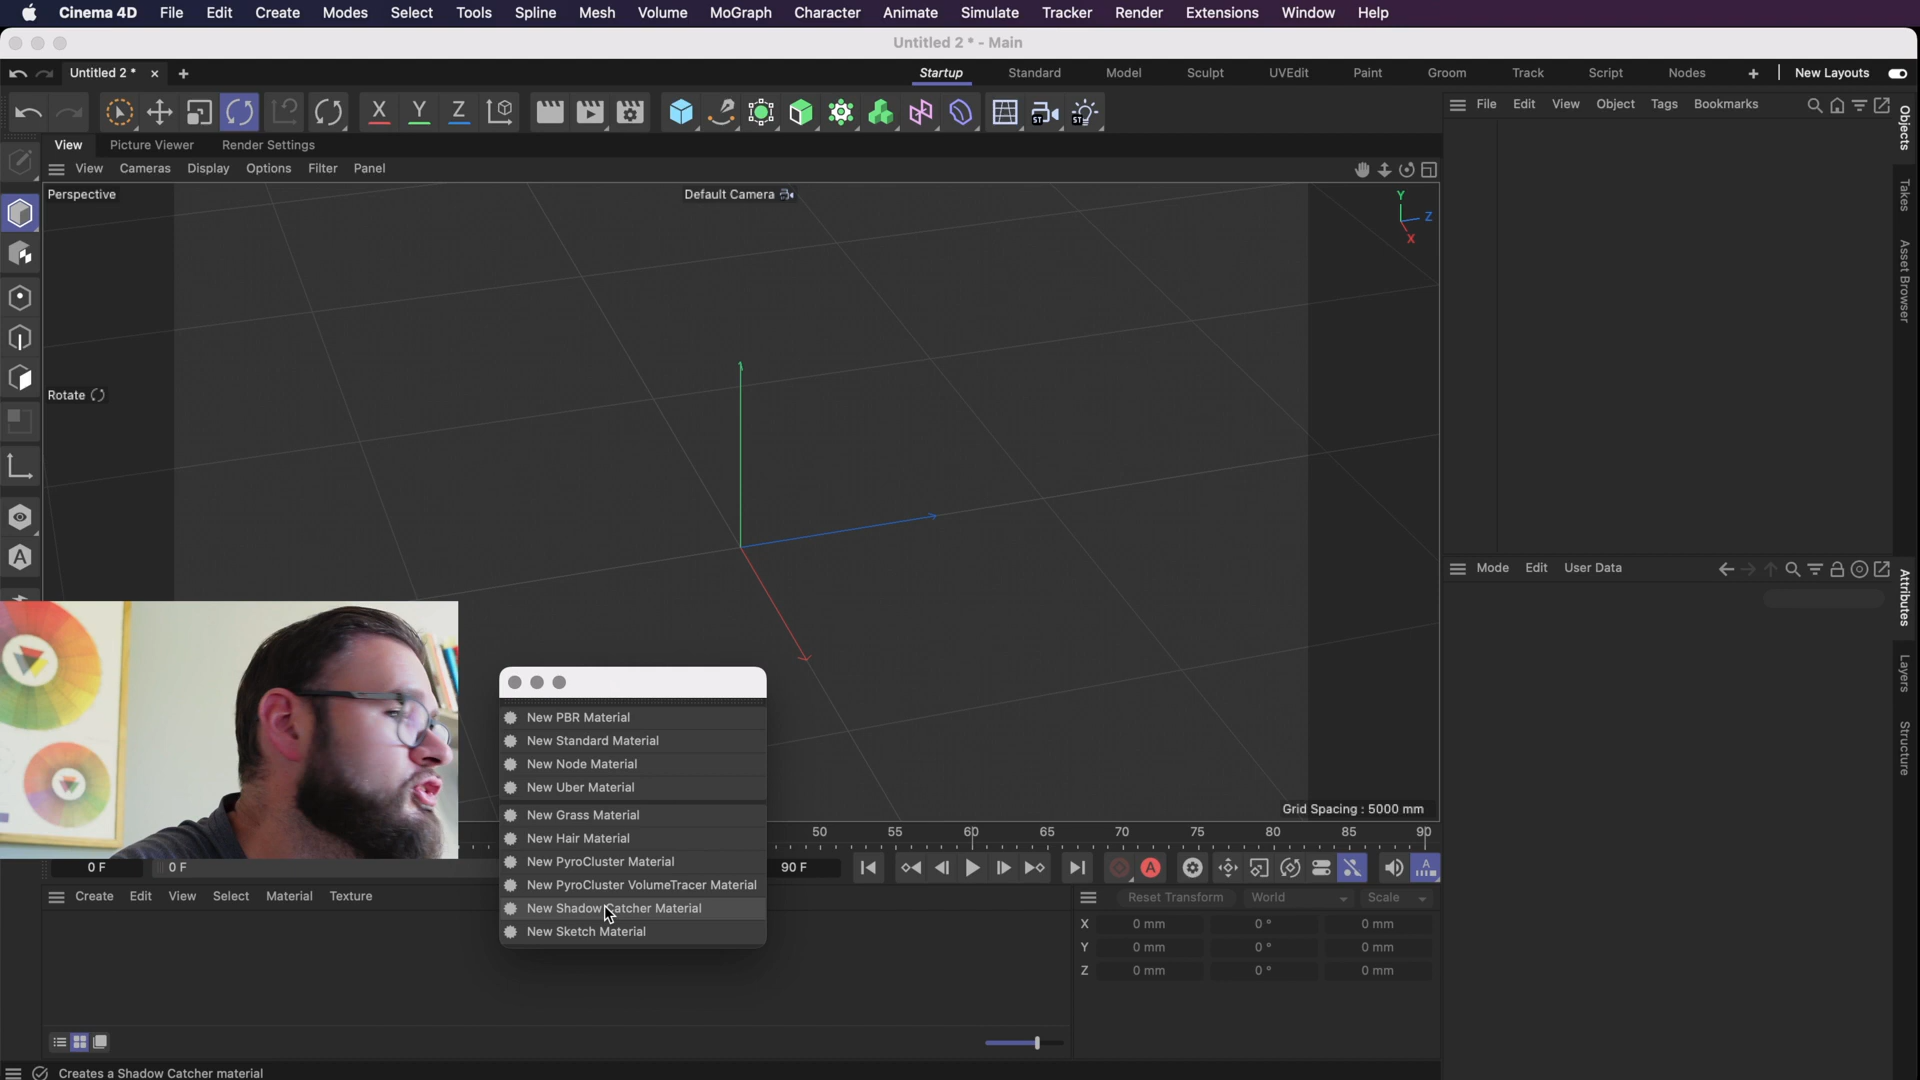 Cinema 4D File Edit Create Modes Select Tools Spline Mesh Volume MoGraph Character Animate Simulate Tracker Render Extensions Window Help
Untitled 2 * - Main
Untitled 2 * × + Startup Standard Model Sculpt UVEdit Paint Groom Track Script Nodes + New Layouts
X Y Z ST ST
File Edit View Object Tags Bookmarks
Objects
Takes
Asset Browser
View Picture Viewer Render Settings
View Cameras Display Options Filter Panel
Perspective
Default Camera
Y
Z
X
Rotate
A
Mode Edit User Data
Attributes
Layers
Structure
New PBR Material
New Standard Material
New Node Material
New Uber Material
New Grass Material
New Hair Material
New PyroCluster Material
New PyroCluster VolumeTracer Material
New Shadow Catcher Material
New Sketch Material
Grid Spacing : 5000 mm
50 55 60 65 70 75 80 85 90
0 F 0 F 90 F A
Create Edit View Select Material Texture
Reset Transform World Scale
X 0 mm 0 ° 0 mm
Y 0 mm 0 ° 0 mm
Z 0 mm 0 ° 0 mm
Creates a Shadow Catcher material